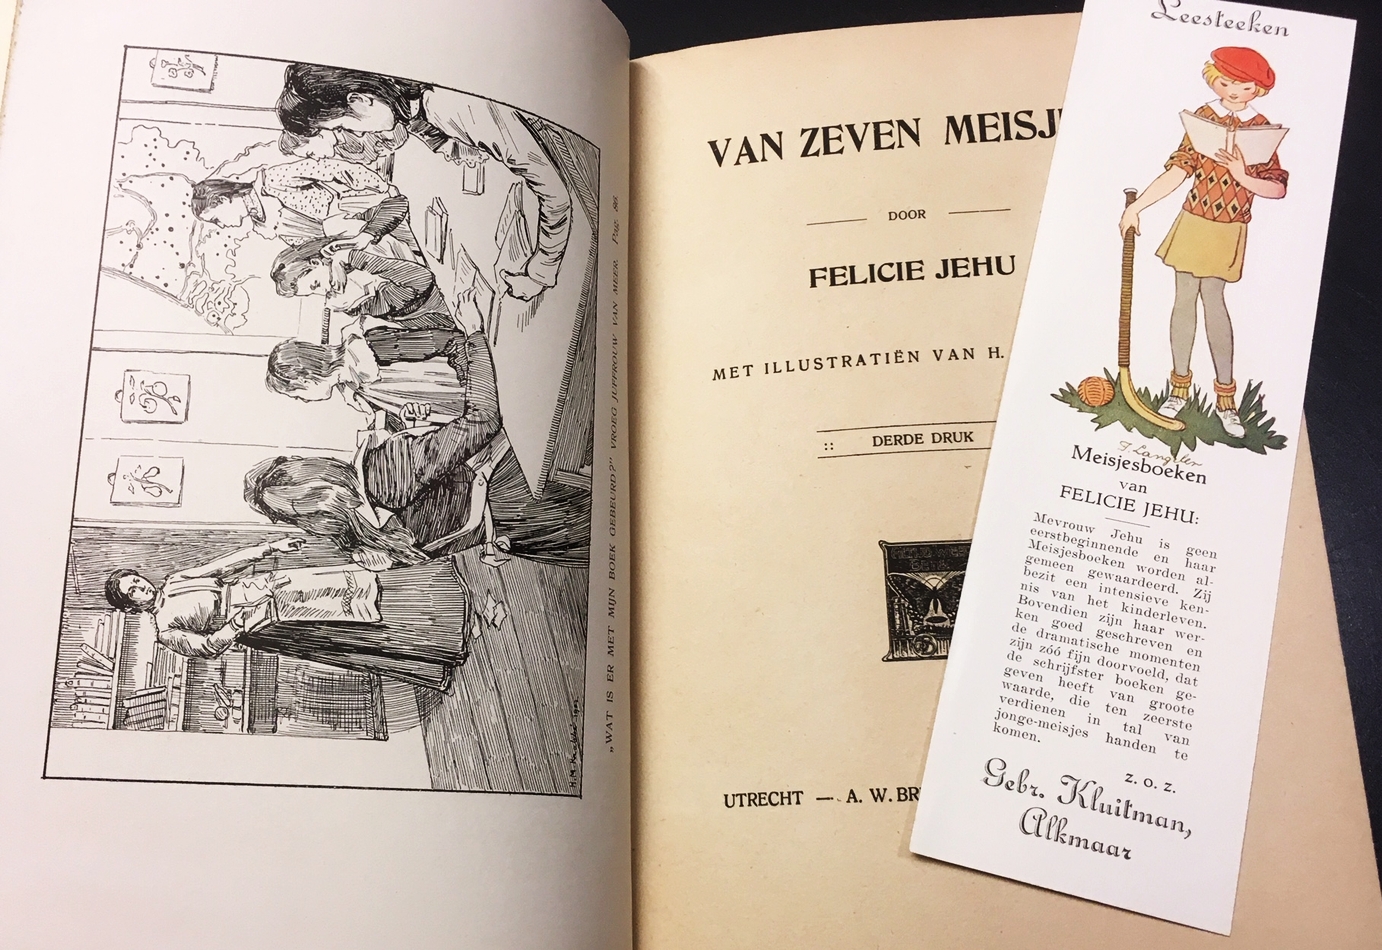 „WAT IS ER MET MIJN BOEK GEBEURD?” VROEG JUFFROUW VAN MEER. Pag. 86.
VAN ZEVEN MEISJ
DOOR
FELICIE JEHU
MET ILLUSTRATIËN VAN H.
:: DERDE DRUK
UTRECHT — A. W. BR
Leesteeken
Meisjesboeken
van
FELICIE JEHU:
Mevrouw Jehu is geen
eerstbeginnende en haar
Meisjesboeken worden al-
gemeen gewaardeerd. Zij
bezit een intensieve ken-
nis van het kinderleven.
Bovendien zijn haar wer-
ken goed geschreven en
de dramatische momenten
zijn zóó fijn doorvoeld, dat
de schrijfster boeken ge-
geven heeft van groote
waarde, die ten zeerste
verdienen in tal van
jonge-meisjes handen te
komen.
z. o. z.
Gebr. Kluitman,
Alkmaar